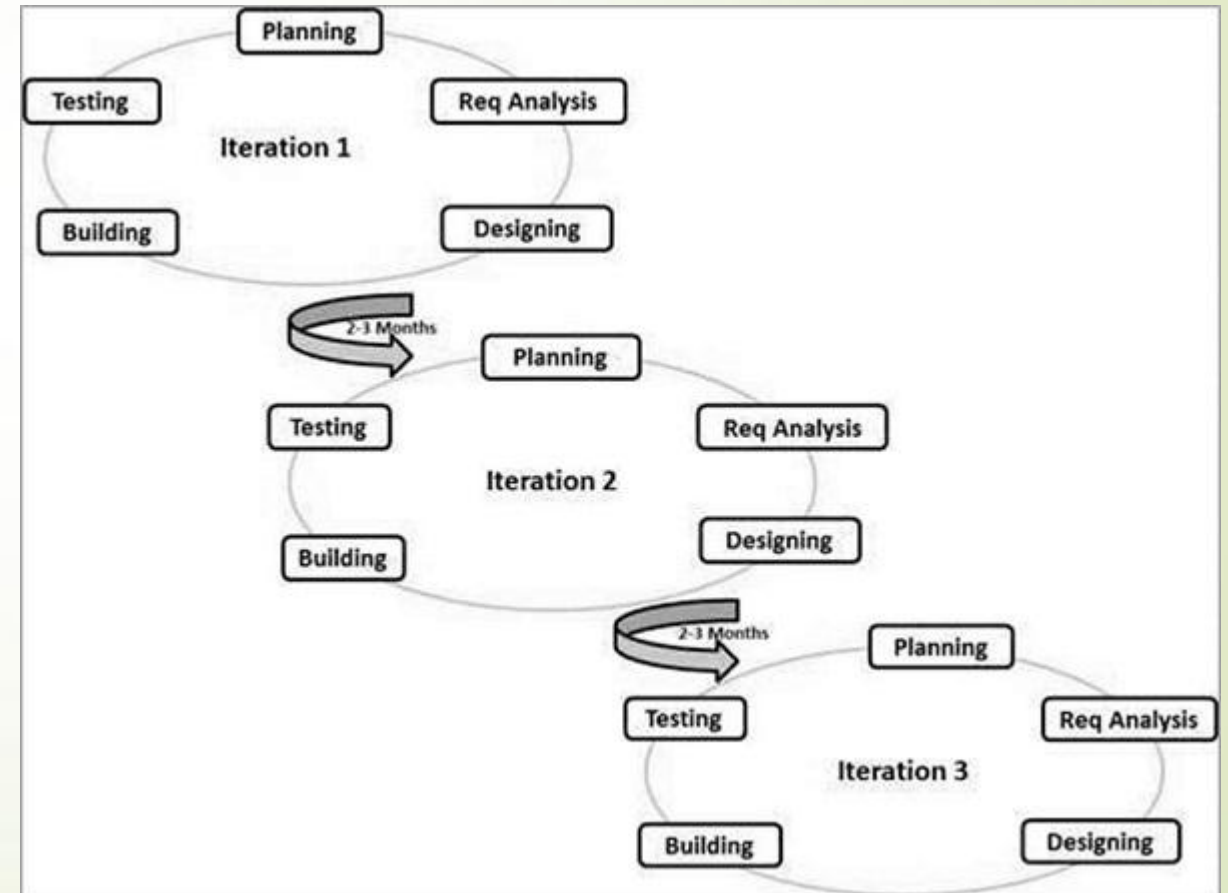 Planning
Testing
Req Analysis
Iteration 1
Building
Designing
2-3 Months
Planning
Testing
Req Analysis
Iteration 2
Building
Designing
2-3 Months
Planning
Testing
Req Analysis
Iteration 3
Building
Designing